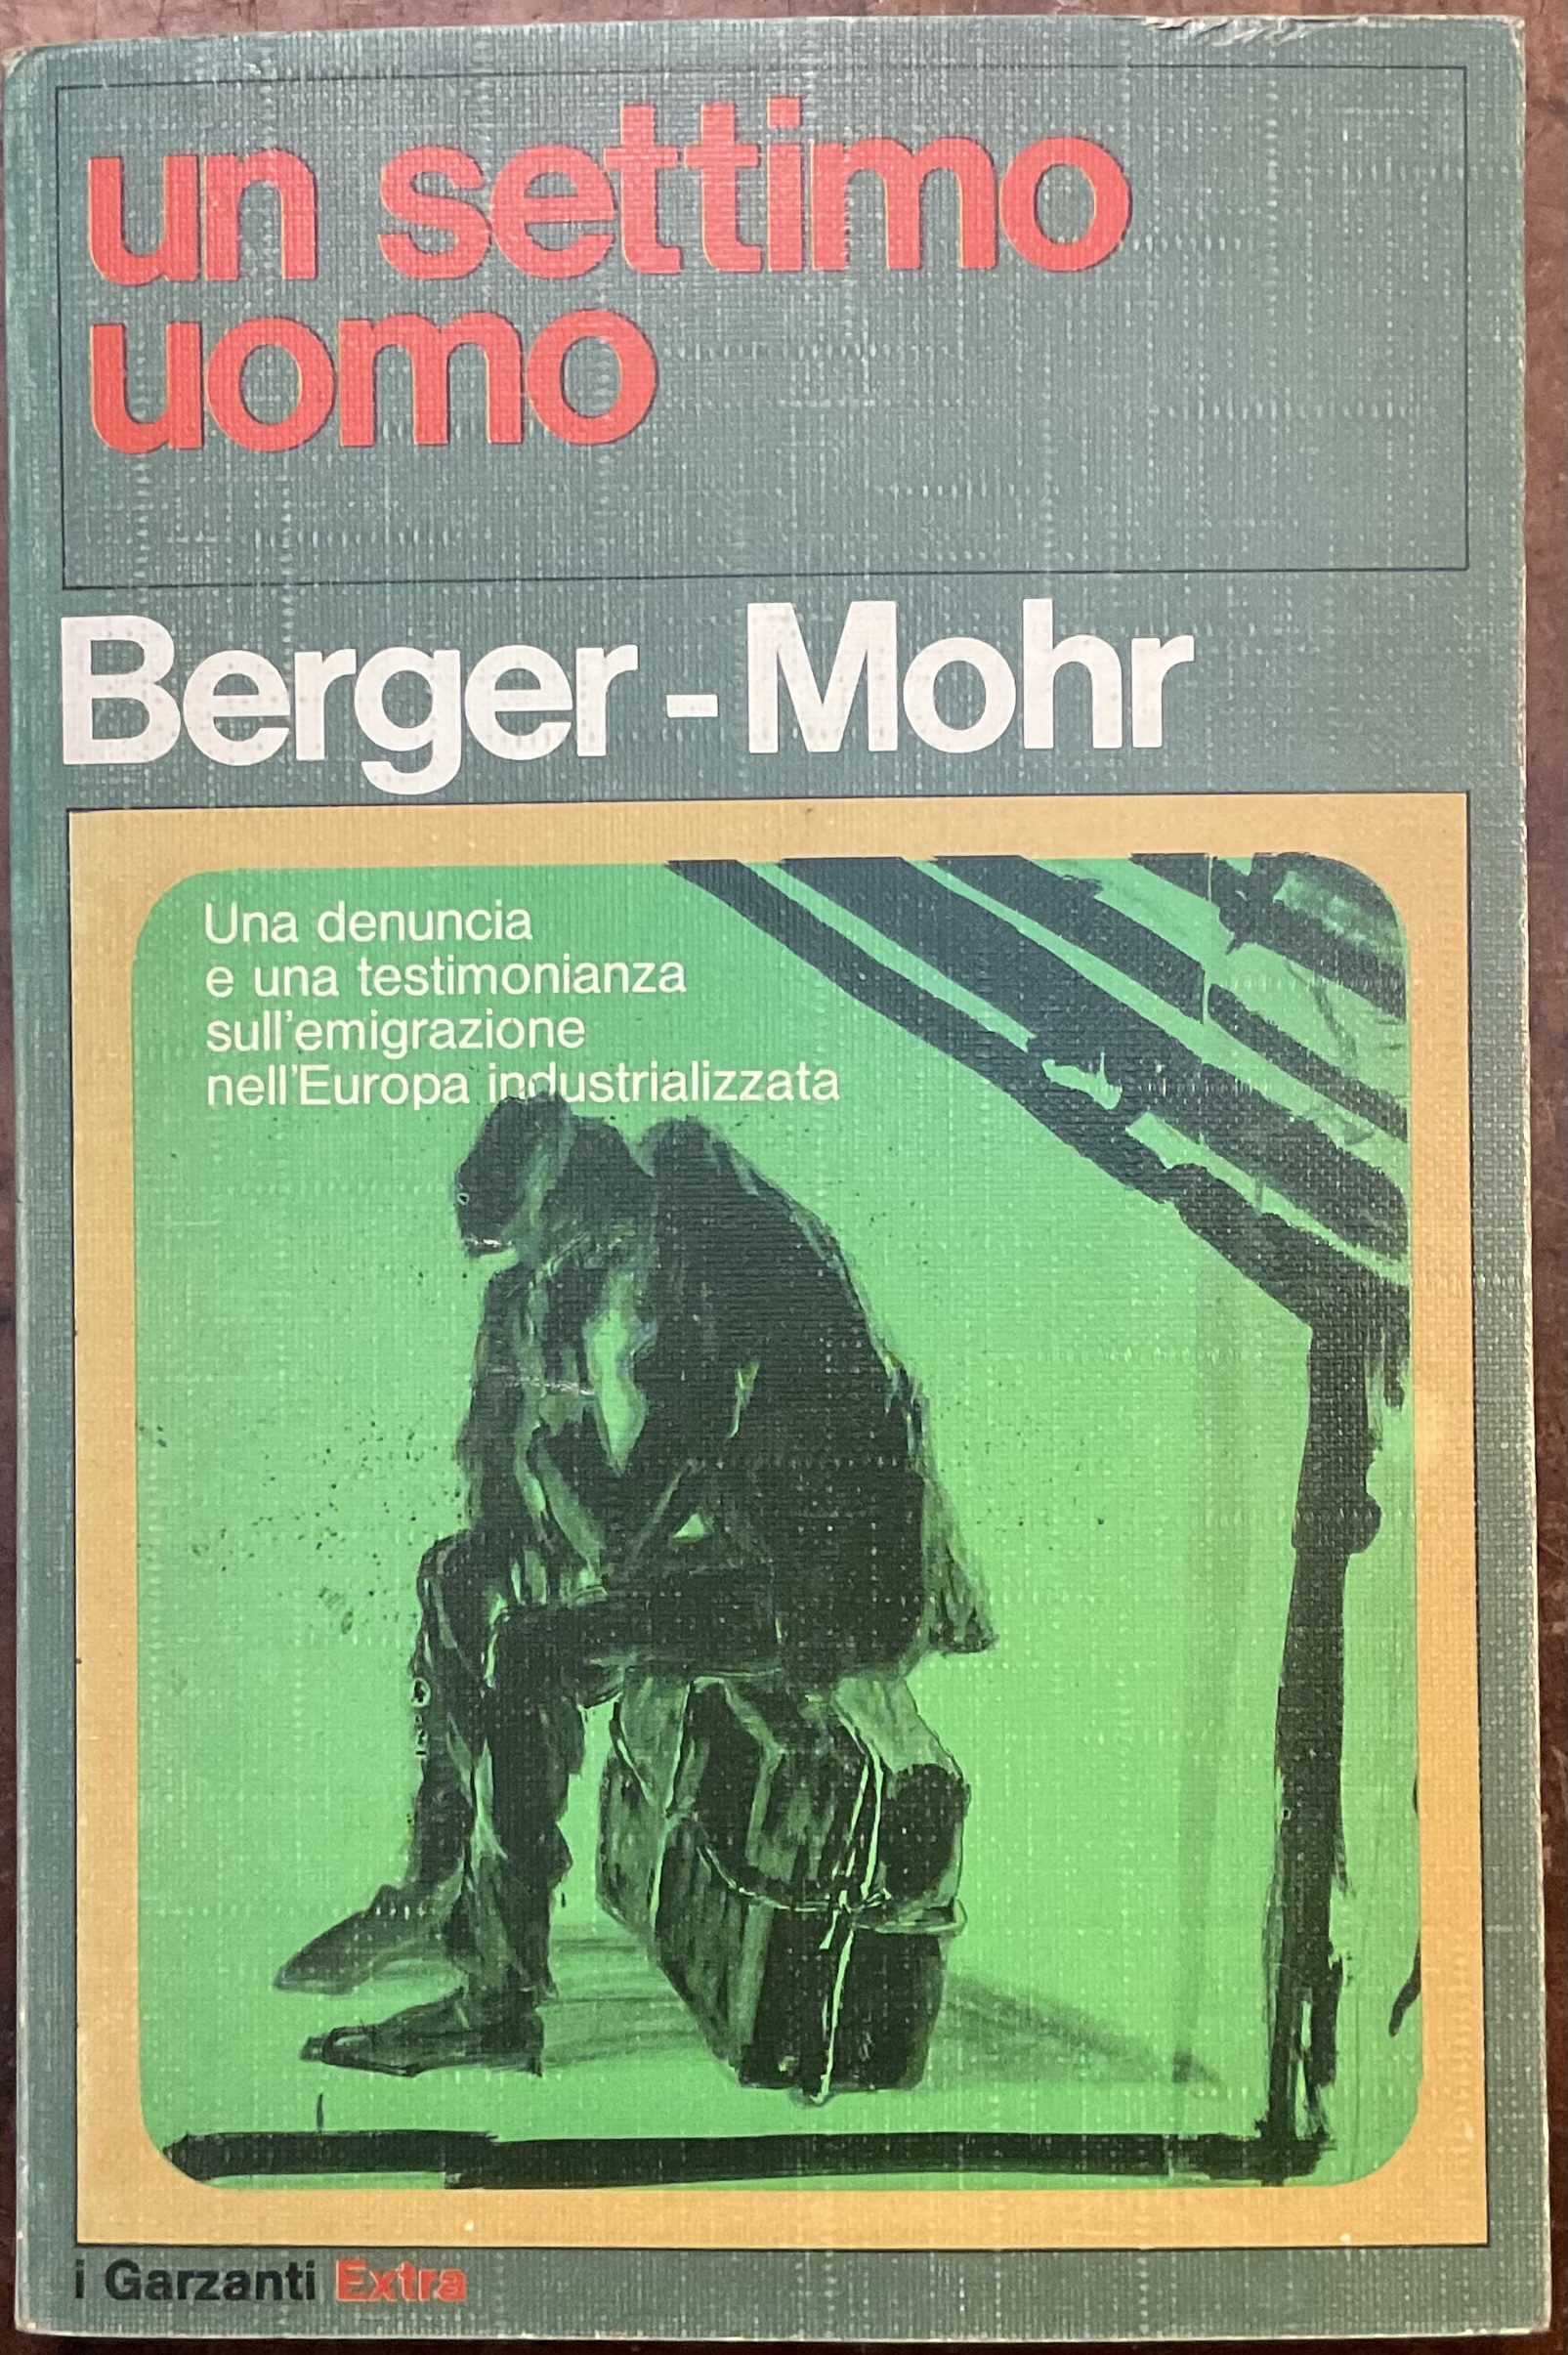 un settimo
uomo
Berger - Mohr
Una denuncia
e una testimonianza
sull'emigrazione
nell'Europa industrializzata
i Garzanti Extra